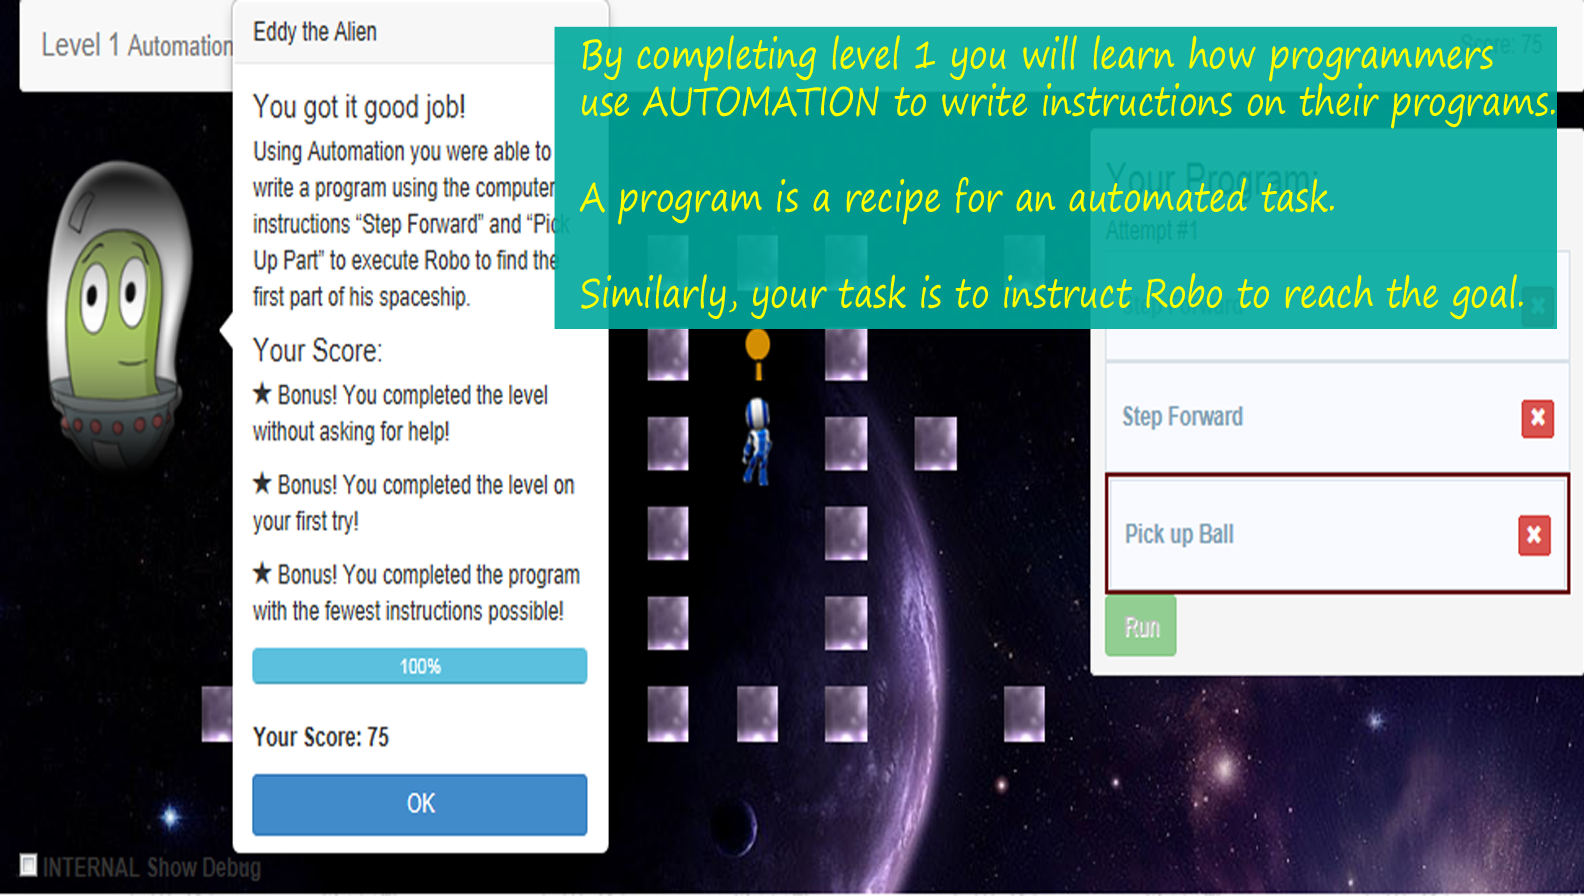 Level 1 Automation
Eddy the Alien
You got it good job!
Using Automation you were able to
write a program using the computer
instructions “Step Forward” and “Pick
Up Part” to execute Robo to find the
first part of his spaceship.
Your Score:
★ Bonus! You completed the level
without asking for help!
★ Bonus! You completed the level on
your first try!
★ Bonus! You completed the program
with the fewest instructions possible!
100%
Your Score: 75
OK
By completing level 1 you will learn how programmers
use AUTOMATION to write instructions on their programs.
A program is a recipe for an automated task.
Similarly, your task is to instruct Robo to reach the goal.
Score: 75
Your Program:
Attempt #1
Step Forward
Step Forward
Pick up Ball
Run
INTERNAL Show Debug